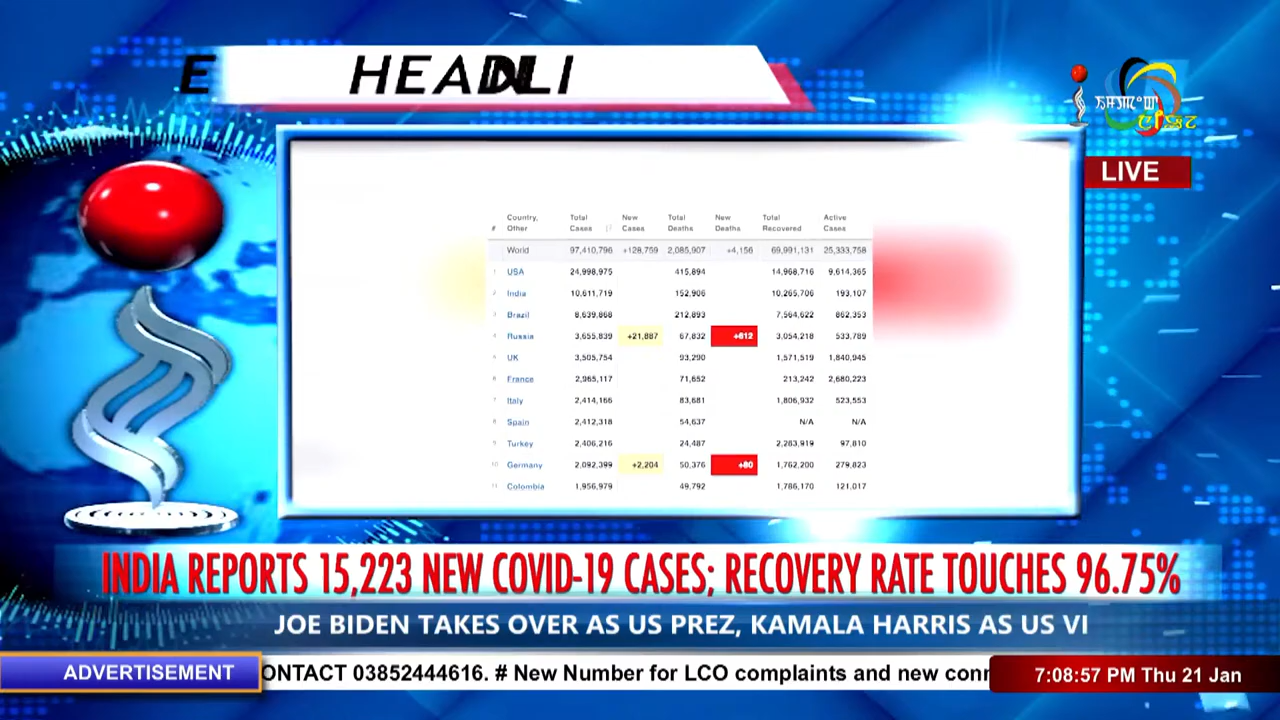 E HEADLI
LIVE
# Country, Other Total Cases New Cases Total Deaths New Deaths Total Recovered Active Cases
World 97,410,796 +128,759 2,085,907 +4,156 69,991,131 25,333,758
1 USA 24,998,975 415,894 14,968,716 9,614,365
2 India 10,611,719 152,906 10,265,706 193,107
3 Brazil 8,639,868 212,893 7,564,622 862,353
4 Russia 3,655,839 +21,887 67,832 +612 3,054,218 533,789
5 UK 3,505,754 93,290 1,571,519 1,840,945
6 France 2,965,117 71,652 213,242 2,680,223
7 Italy 2,414,166 83,681 1,806,932 523,553
8 Spain 2,412,318 54,637 N/A N/A
9 Turkey 2,406,216 24,487 2,283,919 97,810
10 Germany 2,092,399 +2,204 50,376 +80 1,762,200 279,823
11 Colombia 1,956,979 49,792 1,786,170 121,017
INDIA REPORTS 15,223 NEW COVID-19 CASES; RECOVERY RATE TOUCHES 96.75%
JOE BIDEN TAKES OVER AS US PREZ, KAMALA HARRIS AS US VI
ADVERTISEMENT ONTACT 03852444616. # New Number for LCO complaints and new conn 7:08:57 PM Thu 21 Jan